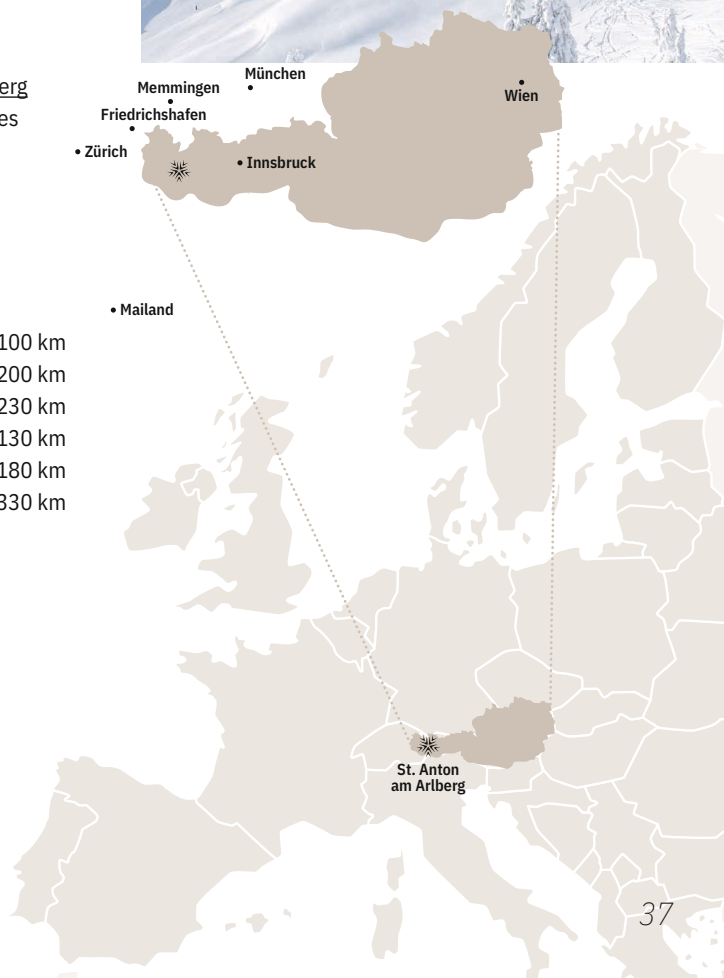 erg
es
München
Memmingen
Friedrichshafen
Wien
Zürich
Innsbruck
Mailand
100 km
200 km
230 km
130 km
180 km
330 km
St. Anton
am Arlberg
37